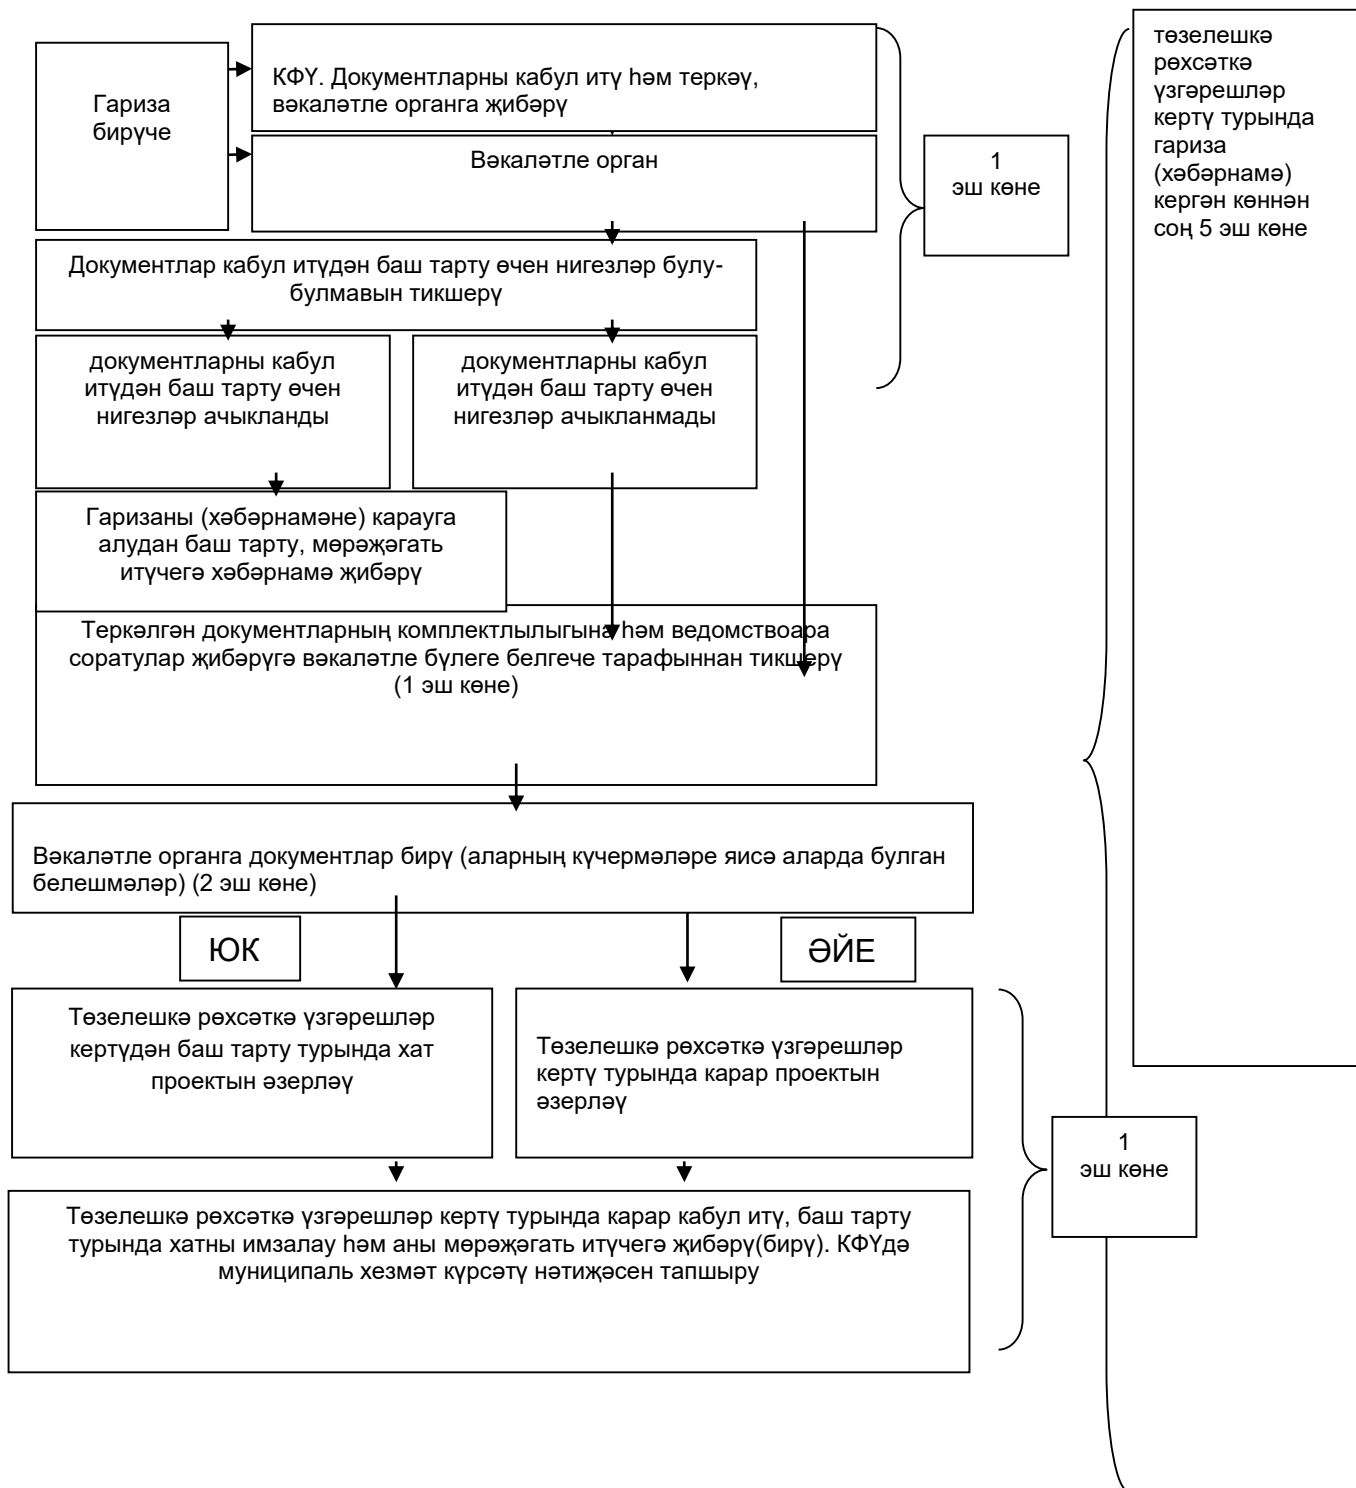 Гариза
бирүче
КФҮ. Документларны кабул итү һәм теркәү,
вәкаләтле органга җибәрү
Вәкаләтле орган
1
эш көне
төзелешкә
рөхсәткә
үзгәрешләр
кертү турында
гариза
(хәбәрнамә)
кергән көннән
соң 5 эш көне
Документлар кабул итүдән баш тарту өчен нигезләр булу-
булмавын тикшерү
документларны кабул
итүдән баш тарту өчен
нигезләр ачыкланды
документларны кабул
итүдән баш тарту өчен
нигезләр ачыкланмады
Гаризаны (хәбәрнамәне) карауга
алудан баш тарту, мөрәҗәгать
итүчегә хәбәрнамә җибәрү
Теркәлгән документларның комплектлылыгына һәм ведомствоара
соратулар җибәрүгә вәкаләтле бүлеге белгече тарафыннан тикшерү
(1 эш көне)
Вәкаләтле органга документлар бирү (аларның күчермәләре яисә аларда булган
белешмәләр) (2 эш көне)
ЮК
ӘЙЕ
Төзелешкә рөхсәткә үзгәрешләр
кертүдән баш тарту турында хат
проектын әзерләү
Төзелешкә рөхсәткә үзгәрешләр
кертү турында карар проектын
әзерләү
1
эш көне
Төзелешкә рөхсәткә үзгәрешләр кертү турында карар кабул итү, баш тарту
турында хатны имзалау һәм аны мөрәҗәгать итүчегә җибәрү(бирү). КФҮдә
муниципаль хезмәт күрсәтү нәтиҗәсен тапшыру